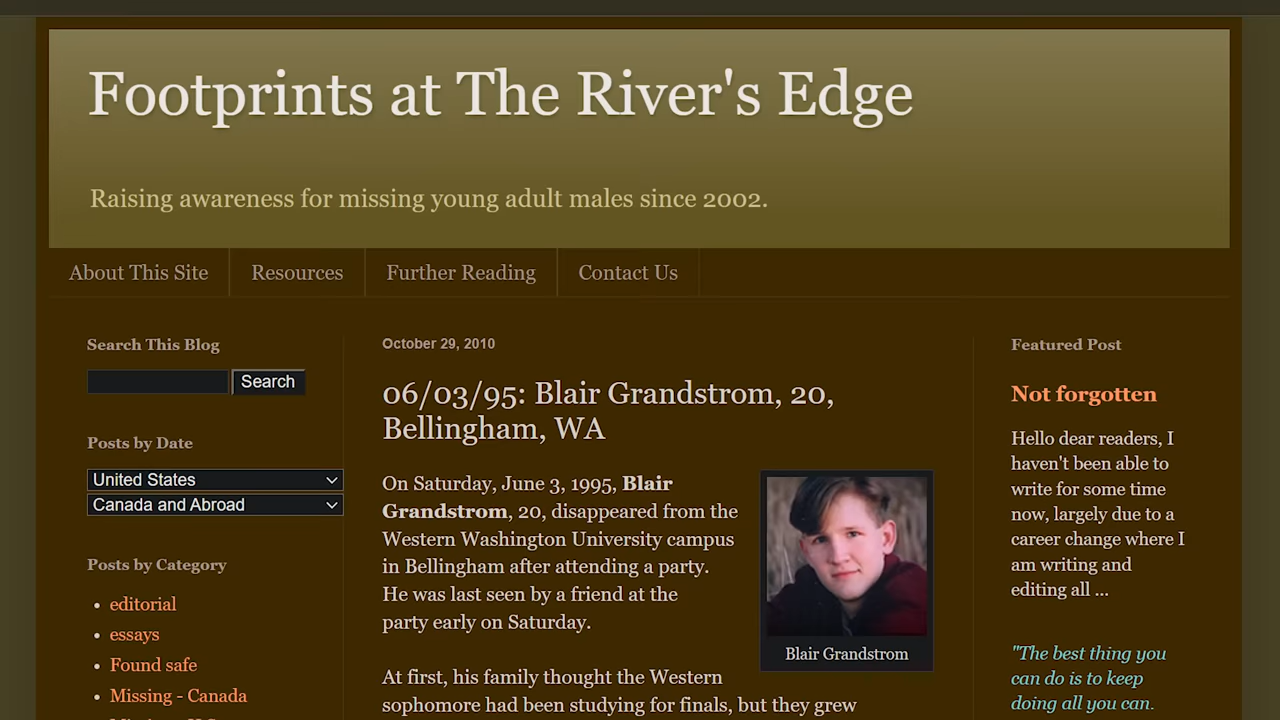 Footprints at The River's Edge
Raising awareness for missing young adult males since 2002.
About This Site
Resources
Further Reading
Contact Us
Search This Blog
Search
Posts by Date
United States
Canada and Abroad
Posts by Category
editorial
essays
Found safe
Missing - Canada
October 29, 2010
06/03/95: Blair Grandstrom, 20,
Bellingham, WA
On Saturday, June 3, 1995, Blair
Grandstrom, 20, disappeared from the
Western Washington University campus
in Bellingham after attending a party.
He was last seen by a friend at the
party early on Saturday.
Blair Grandstrom
At first, his family thought the Western
sophomore had been studying for finals, but they grew
Featured Post
Not forgotten
Hello dear readers, I
haven't been able to
write for some time
now, largely due to a
career change where I
am writing and
editing all ...
"The best thing you
can do is to keep
doing all you can.